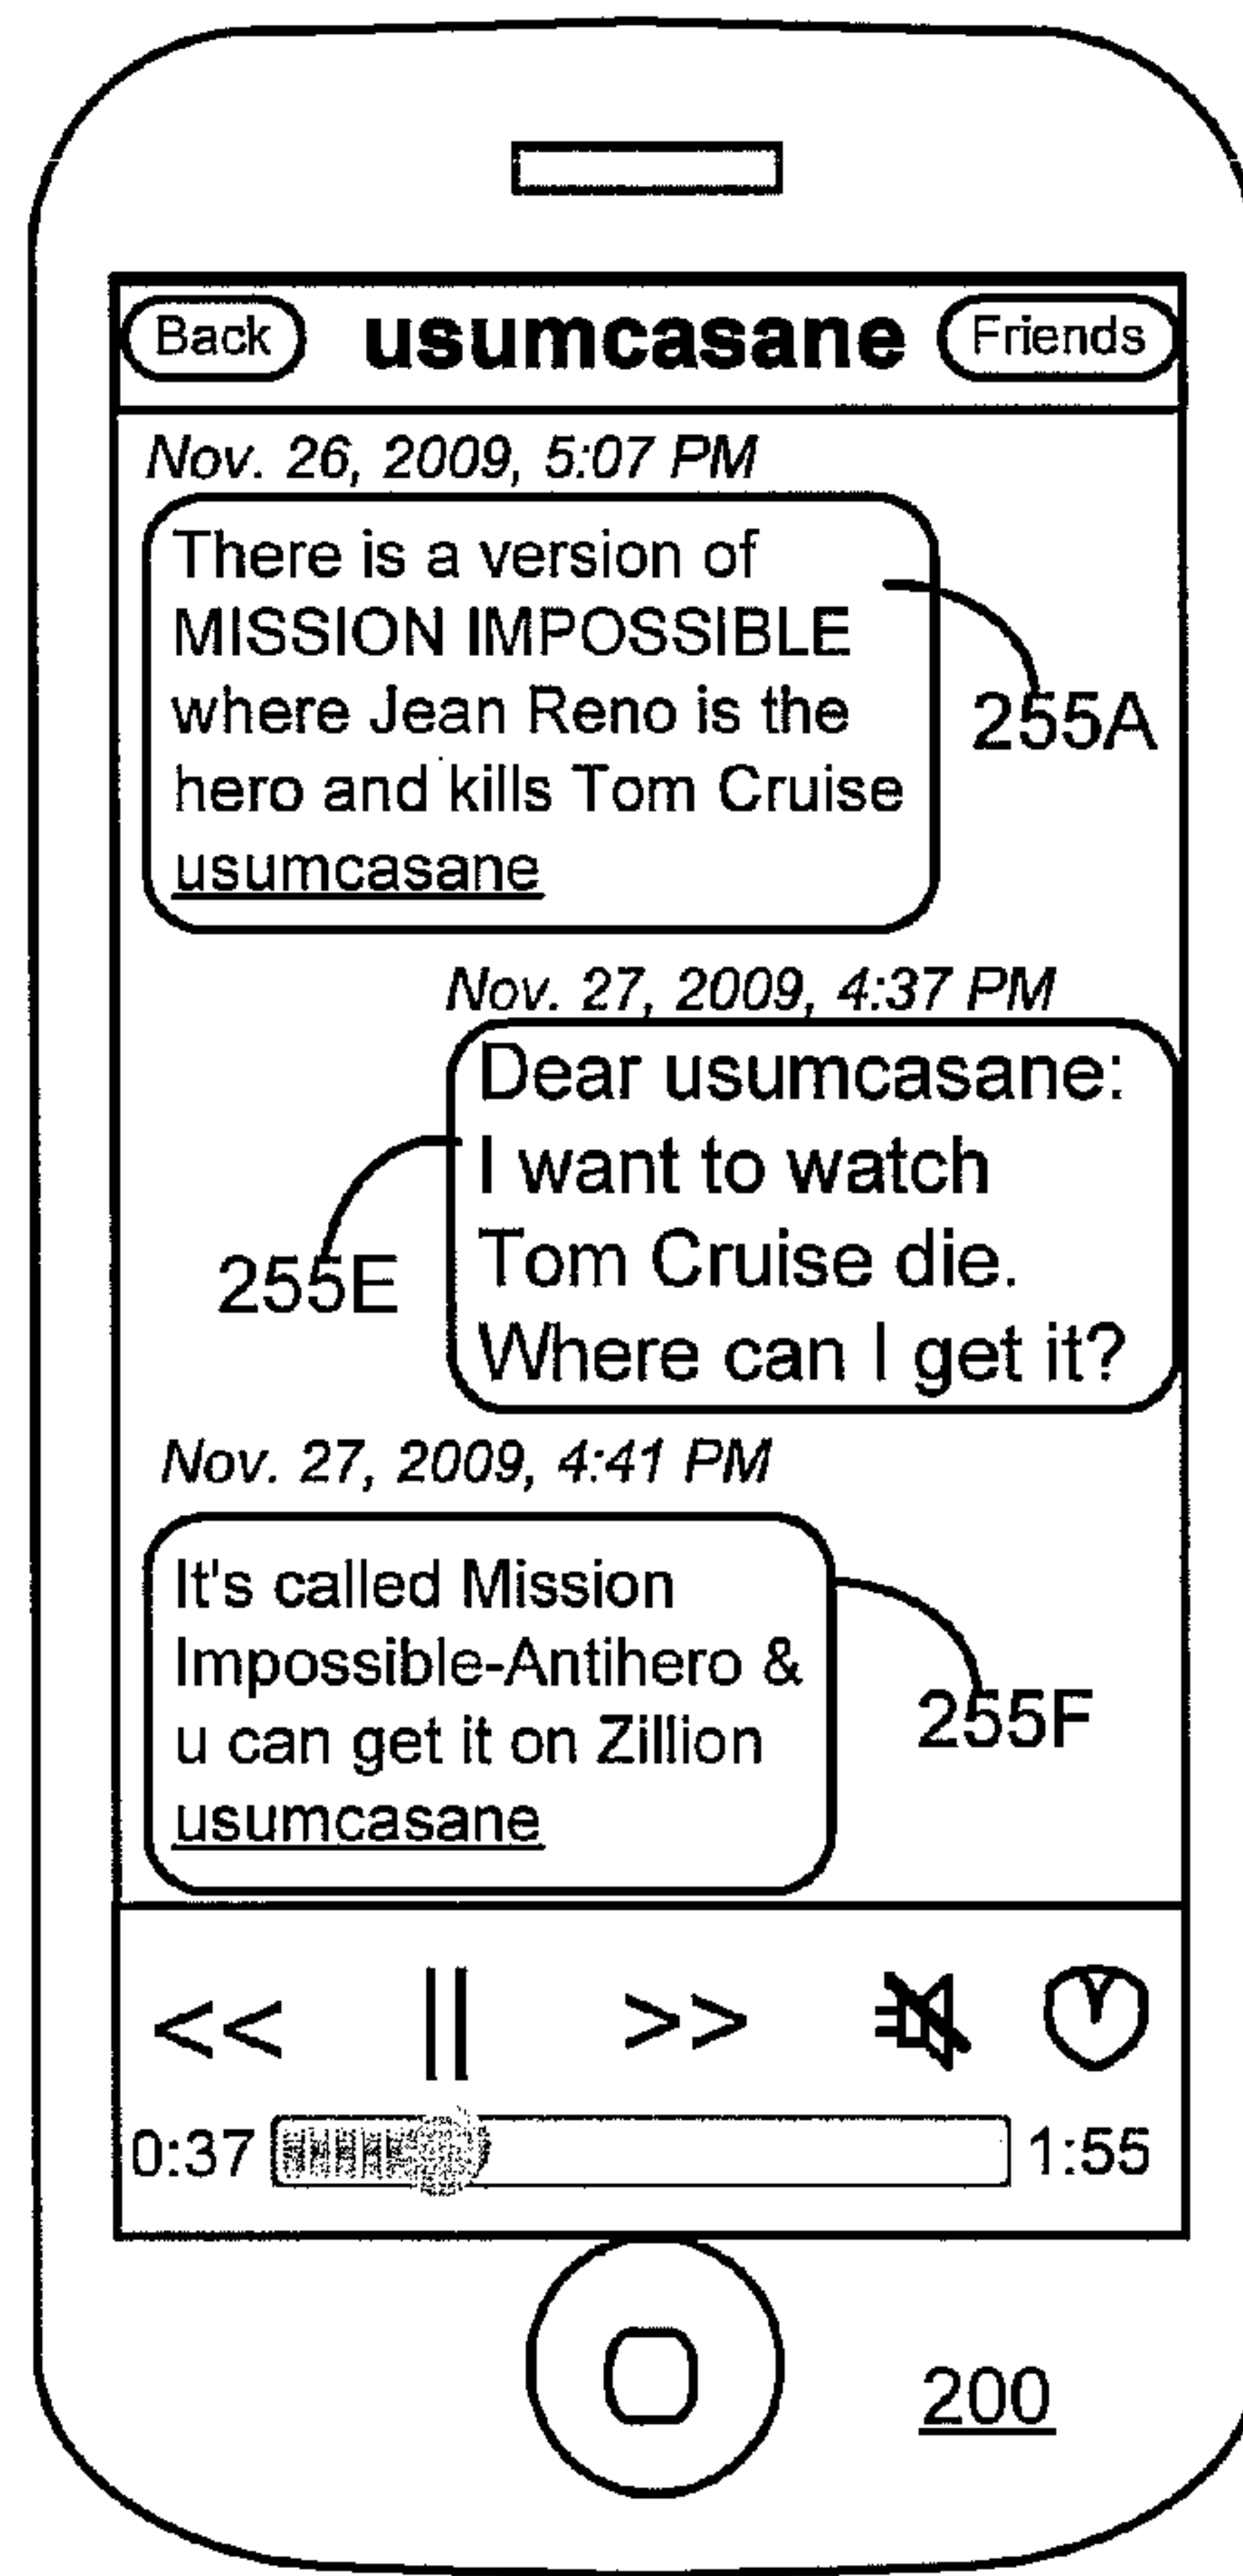 Back usumcasane Friends
Nov. 26, 2009, 5:07 PM
There is a version of
MISSION IMPOSSIBLE
where Jean Reno is the
hero and kills Tom Cruise
usumcasane
255A
Nov. 27, 2009, 4:37 PM
Dear usumcasane:
I want to watch
Tom Cruise die.
Where can I get it?
255E
Nov. 27, 2009, 4:41 PM
It's called Mission
Impossible-Antihero &
u can get it on Zillion
usumcasane
255F
<< || >>
0:37 1:55
200